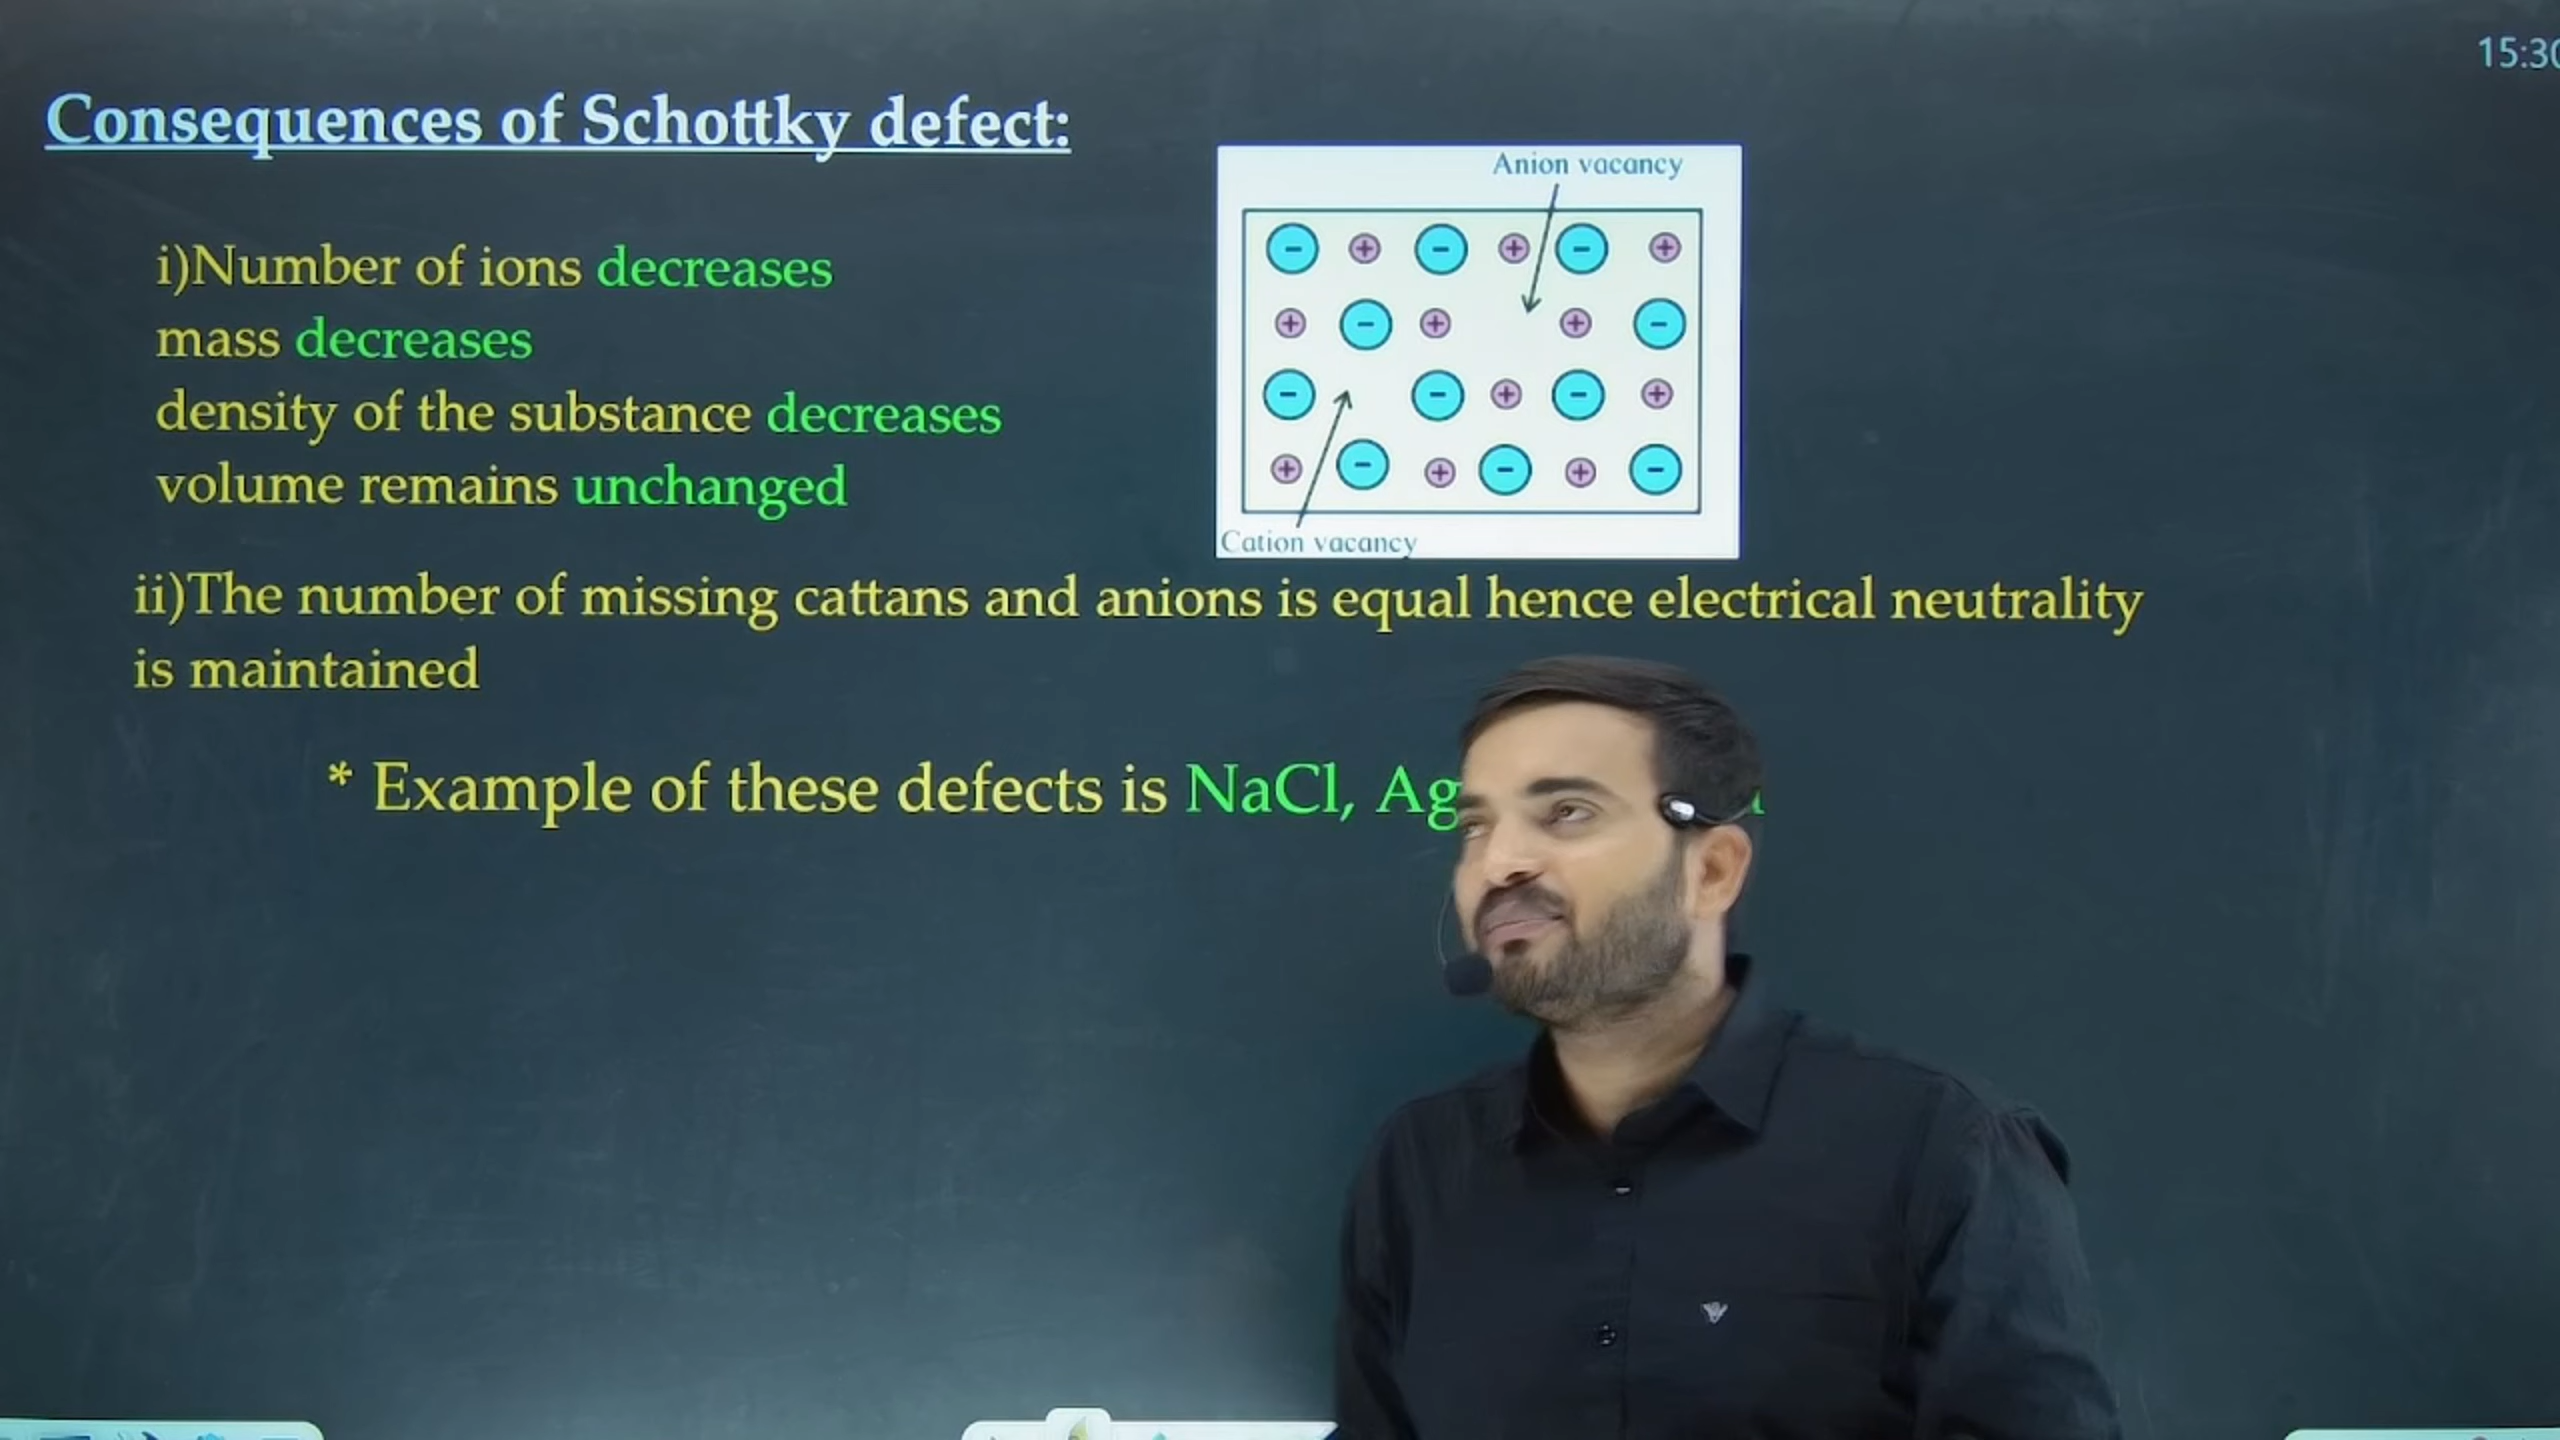 15:30
Consequences of Schottky defect:
Anion vacancy
i)Number of ions decreases
mass decreases
density of the substance decreases
volume remains unchanged
Cation vacancy
ii)The number of missing cattans and anions is equal hence electrical neutrality
is maintained
* Example of these defects is NaCl,